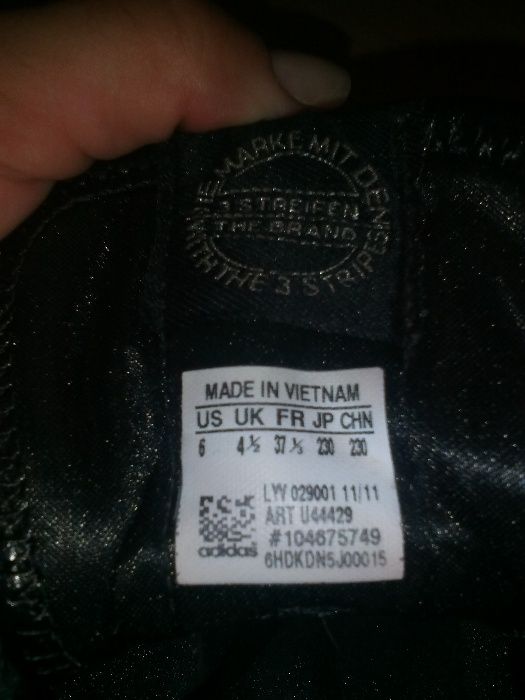 DIE MARKE MIT DEN
3 STREIFEN
THE BRAND
WITH THE 3 STRIPES
MADE IN VIETNAM
US UK FR JP CHN
6 4½ 37⅓ 230 230
LYV 029001 11/11
ART U44429
#104675749
adidas
6HDKDN5J00015